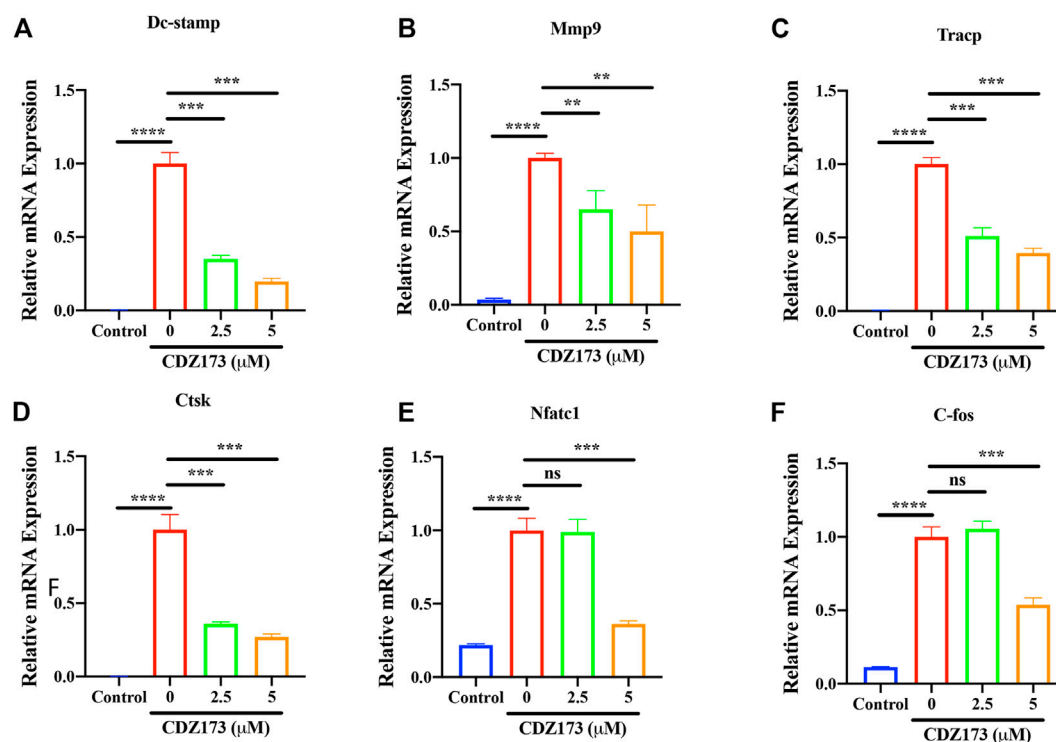 A
Dc-stamp
Relative mRNA Expression
1.5
1.0
0.5
0.0
***
***
****
Control
0
2.5
5
CDZ173 (μM)
B
Mmp9
Relative mRNA Expression
1.5
1.0
0.5
0.0
**
**
****
Control
0
2.5
5
CDZ173 (μM)
C
Tracp
Relative mRNA Expression
1.5
1.0
0.5
0.0
***
***
****
Control
0
2.5
5
CDZ173 (μM)
D
Ctsk
Relative mRNA Expression
F
1.5
1.0
0.5
0.0
***
***
****
Control
0
2.5
5
CDZ173 (μM)
E
Nfatc1
Relative mRNA Expression
1.5
1.0
0.5
0.0
***
ns
****
Control
0
2.5
5
CDZ173 (μM)
F
C-fos
Relative mRNA Expression
1.5
1.0
0.5
0.0
***
ns
****
Control
0
2.5
5
CDZ173 (μM)